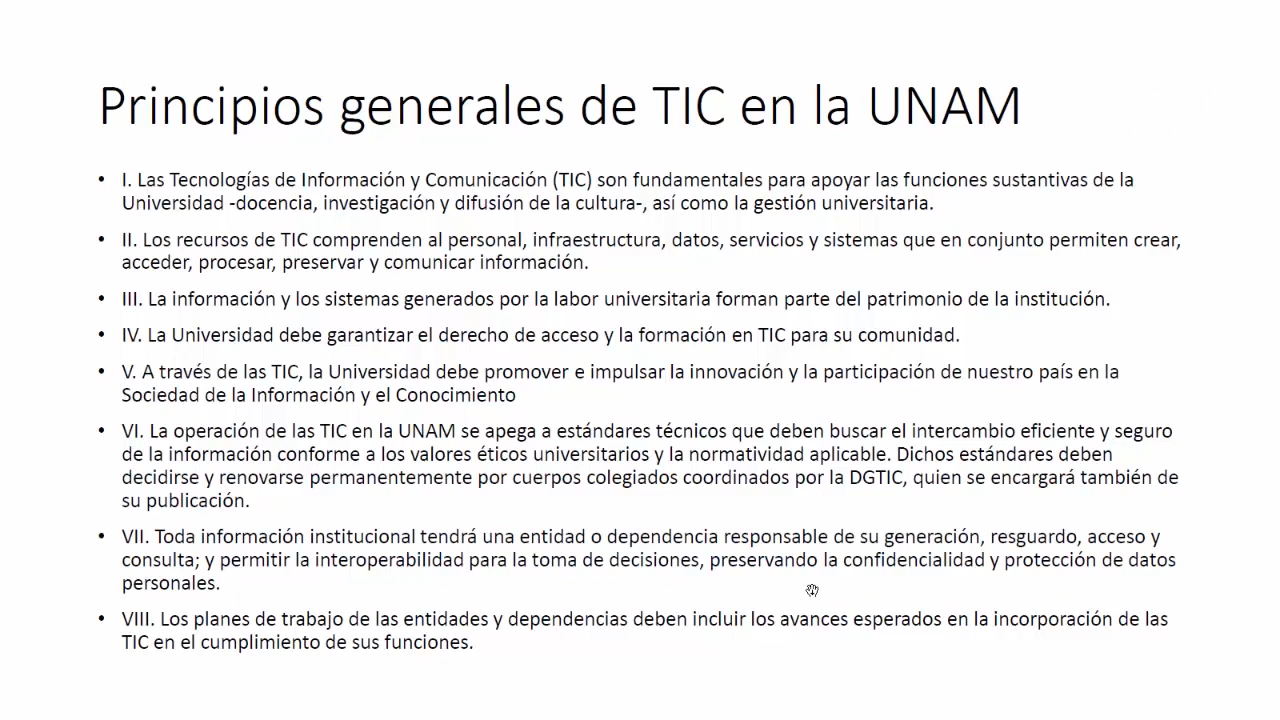 Principios generales de TIC en la UNAM
• I. Las Tecnologías de Información y Comunicación (TIC) son fundamentales para apoyar las funciones sustantivas de la
Universidad -docencia, investigación y difusión de la cultura-, así como la gestión universitaria.
• II. Los recursos de TIC comprenden al personal, infraestructura, datos, servicios y sistemas que en conjunto permiten crear,
acceder, procesar, preservar y comunicar información.
• III. La información y los sistemas generados por la labor universitaria forman parte del patrimonio de la institución.
• IV. La Universidad debe garantizar el derecho de acceso y la formación en TIC para su comunidad.
• V. A través de las TIC, la Universidad debe promover e impulsar la innovación y la participación de nuestro país en la
Sociedad de la Información y el Conocimiento
• VI. La operación de las TIC en la UNAM se apega a estándares técnicos que deben buscar el intercambio eficiente y seguro
de la información conforme a los valores éticos universitarios y la normatividad aplicable. Dichos estándares deben
decidirse y renovarse permanentemente por cuerpos colegiados coordinados por la DGTIC, quien se encargará también de
su publicación.
• VII. Toda información institucional tendrá una entidad o dependencia responsable de su generación, resguardo, acceso y
consulta; y permitir la interoperabilidad para la toma de decisiones, preservando la confidencialidad y protección de datos
personales.
• VIII. Los planes de trabajo de las entidades y dependencias deben incluir los avances esperados en la incorporación de las
TIC en el cumplimiento de sus funciones.